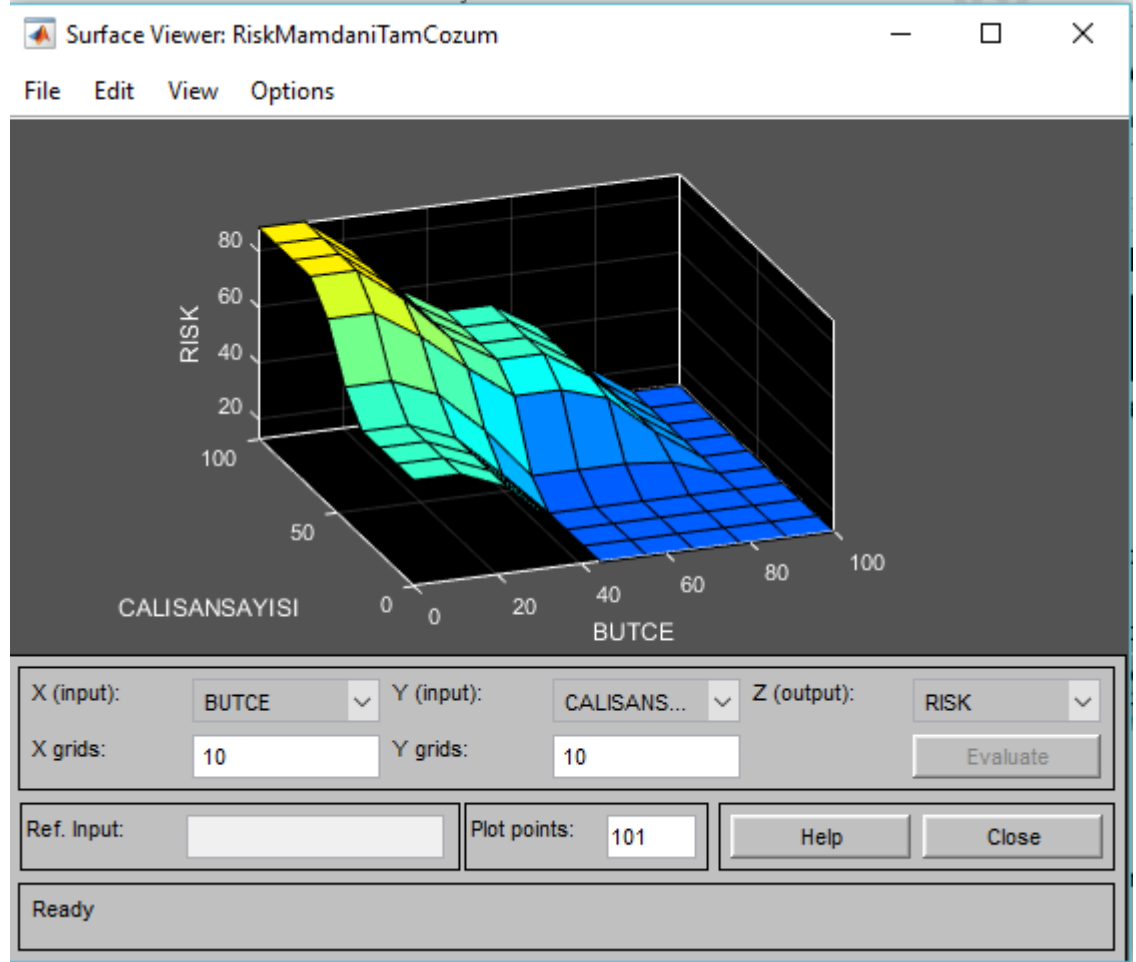 Surface Viewer: RiskMamdaniTamCozum
File Edit View Options
80
60
40
20
RISK
100
50
0
CALISANSAYISI
0
20
40
60
80
100
BUTCE
X (input): BUTCE Y (input): CALISANS... Z (output): RISK
X grids: 10 Y grids: 10 Evaluate
Ref. Input: Plot points: 101 Help Close
Ready